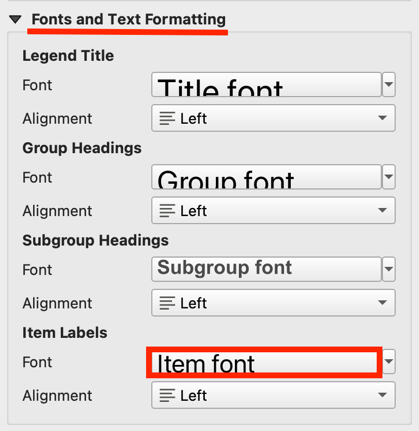 Fonts and Text Formatting
Legend Title
Font Title font
Alignment Left
Group Headings
Font Group font
Alignment Left
Subgroup Headings
Font Subgroup font
Alignment Left
Item Labels
Font Item font
Alignment Left